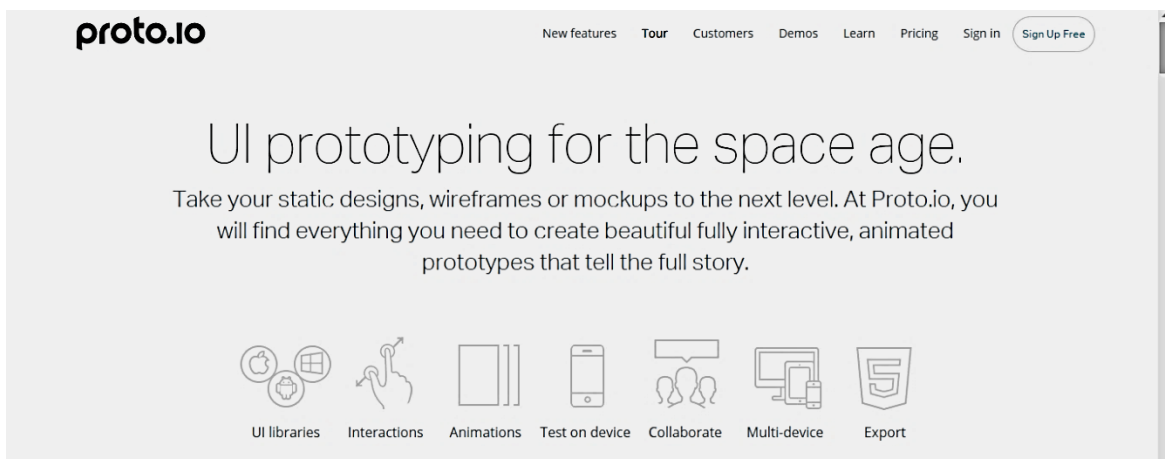 proto.io
New features Tour Customers Demos Learn Pricing Sign in Sign Up Free
UI prototyping for the space age.
Take your static designs, wireframes or mockups to the next level. At Proto.io, you
will find everything you need to create beautiful fully interactive, animated
prototypes that tell the full story.
UI libraries Interactions Animations Test on device Collaborate Multi-device Export